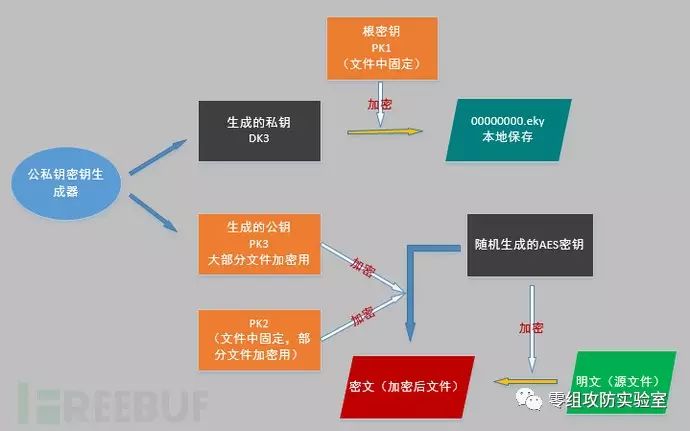 根密钥
PK1
（文件中固定）
加密
生成的私钥
DK3
00000000.eky
本地保存
公私钥密钥生
成器
生成的公钥
PK3
大部分文件加密用
加密
随机生成的AES密钥
加密
PK2
（文件中固定，部
分文件加密用）
加密
密文（加密后文件）
明文（源文件）
REEBUF
零组攻防实验室